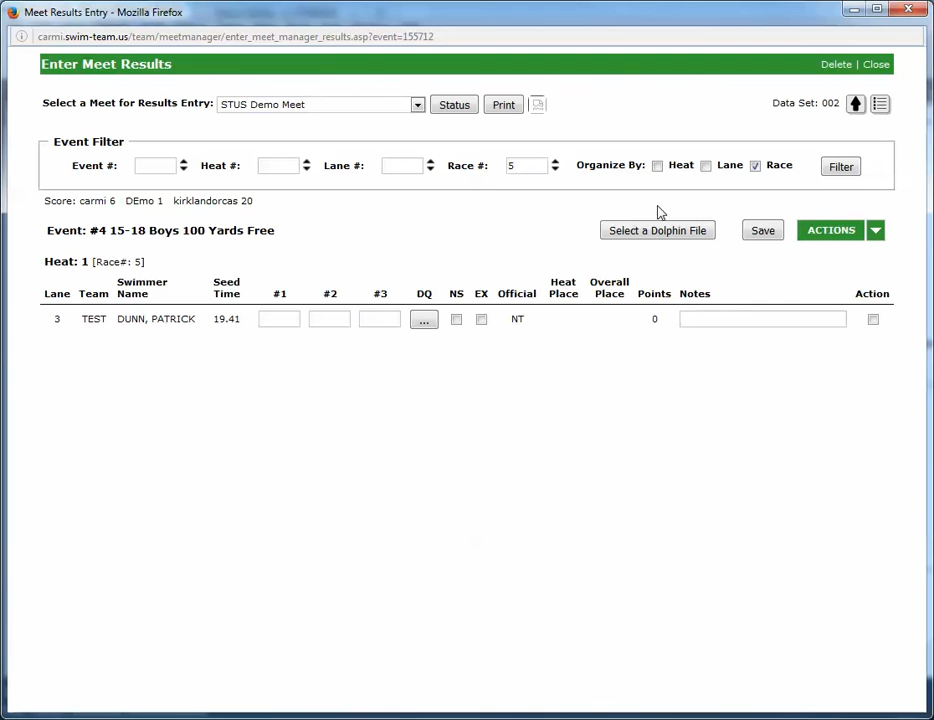 Meet Results Entry - Mozilla Firefox
carmi.swim-team.us/team/meetmanager/enter_meet_manager_results.asp?event=155712
Enter Meet Results Delete | Close
Select a Meet for Results Entry: STUS Demo Meet Status Print Data Set: 002
Event Filter
Event #: Heat #: Lane #: Race #: 5 Organize By: Heat Lane Race Filter
Score: carmi 6 DEmo 1 kirklandorcas 20
Event: #4 15-18 Boys 100 Yards Free Select a Dolphin File Save ACTIONS
Heat: 1 [Race#: 5]
Lane Team Swimmer Name Seed Time #1 #2 #3 DQ NS EX Official Heat Place Overall Place Points Notes Action
3 TEST DUNN, PATRICK 19.41 ... NT 0